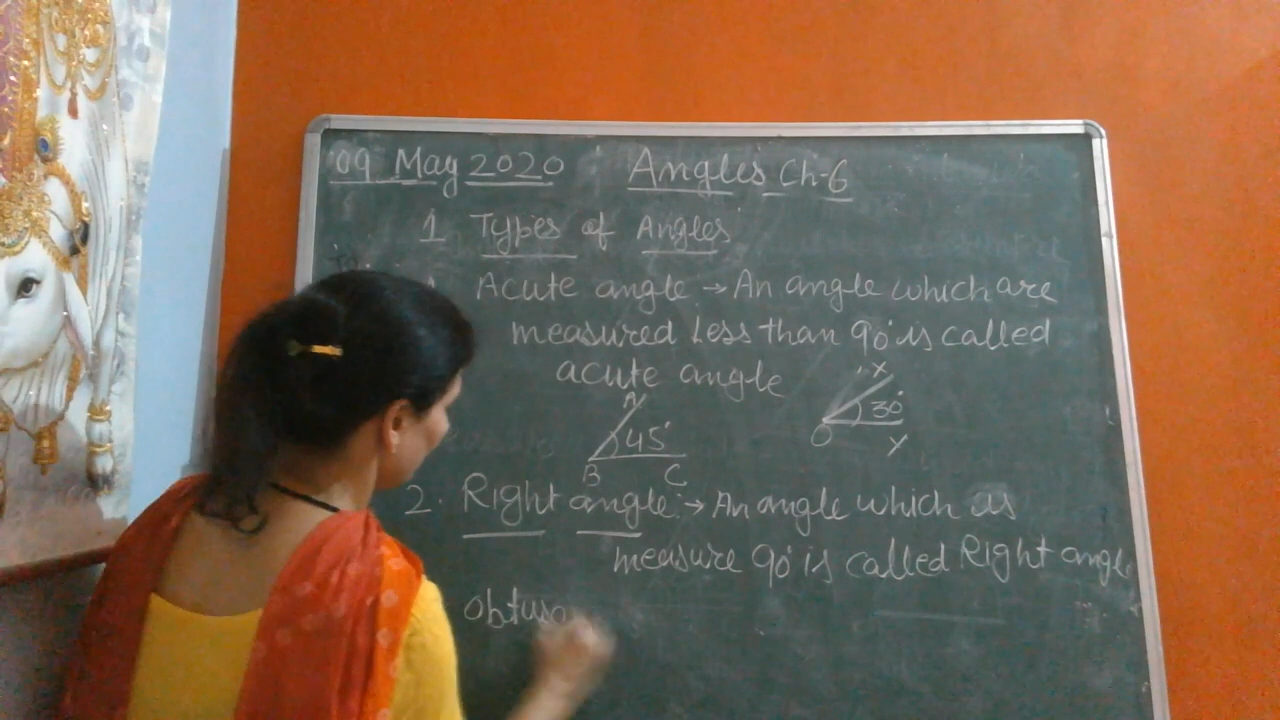 09 May 2020 Angles Ch-6
1 Types of Angles
Acute angle → An angle which are
measured less than 90° is called
acute angle
X
A
30°
45°
O
Y
B C
2. Right angle :→ An angle which is
measure 90° is called Right angle
obtuse